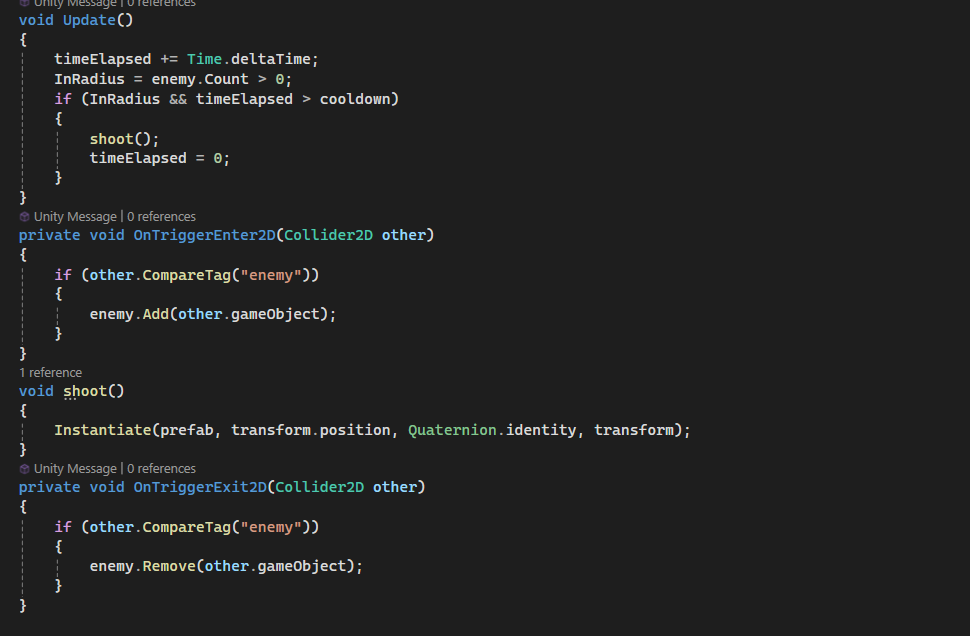 Unity Message | 0 references
void Update()
{
timeElapsed += Time.deltaTime;
InRadius = enemy.Count > 0;
if (InRadius && timeElapsed > cooldown)
{
shoot();
timeElapsed = 0;
}
}
Unity Message | 0 references
private void OnTriggerEnter2D(Collider2D other)
{
if (other.CompareTag("enemy"))
{
enemy.Add(other.gameObject);
}
}
1 reference
void shoot()
{
Instantiate(prefab, transform.position, Quaternion.identity, transform);
}
Unity Message | 0 references
private void OnTriggerExit2D(Collider2D other)
{
if (other.CompareTag("enemy"))
{
enemy.Remove(other.gameObject);
}
}